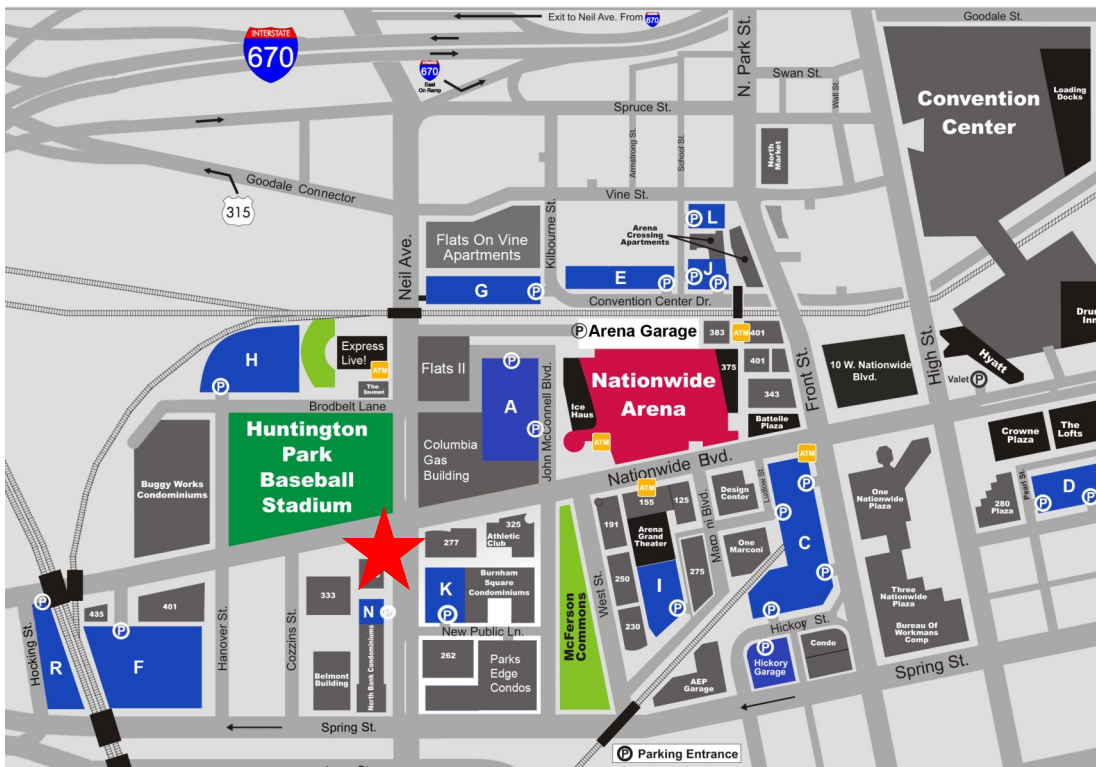 Exit to Neil Ave. From 670
Goodale St.
INTERSTATE
670
670
East
On Ramp
N. Park St.
Swan St.
Wall St.
Convention
Center
Loading
Docks
Spruce St.
Armstrong St.
School St.
North
Market
Goodale Connector
315
Vine St.
Neil Ave.
Flats On Vine
Apartments
Kilbourne St.
P L
Arena
Crossing
Apartments
G P
E P
P J P
Convention Center Dr.
High St.
Front St.
P Arena Garage
383
ATM
401
Drury
Inn
H
P
Express
Live!
ATM
The
Basement
Flats II
P
A
P
John McConnell Blvd.
Ice
Haus
Nationwide
Arena
375
401
343
Battelle
Plaza
10 W. Nationwide
Blvd.
Hyatt
Valet P
Brodbelt Lane
Huntington
Park
Baseball
Stadium
Columbia
Gas
Building
ATM
Nationwide Blvd.
ATM
Crowne
Plaza
The
Lofts
Buggy Works
Condominiums
ATM
155
125
Design
Center
Ludlow St.
P
C
P
P
One
Nationwide
Plaza
280
Plaza
Pearl St.
D
P
P
277
325
Athletic
Club
191
Arena Grand
Theater
One
Marconi
McFerson
Commons
West St.
250
230
I
P
275
333
K
P
Burnham
Square
Condominiums
N
P
Three
Nationwide
Plaza
P
435
401
P
R
F
Hocking St.
Hanover St.
Cozzins St.
New Public Ln.
Hickory St.
Bureau Of
Workmans
Comp
Belmont
Building
North Bank Condominiums
262
Parks
Edge
Condos
AEP
Garage
P
Hickory
Garage
Condo
Spring St.
Spring St.
P Parking Entrance